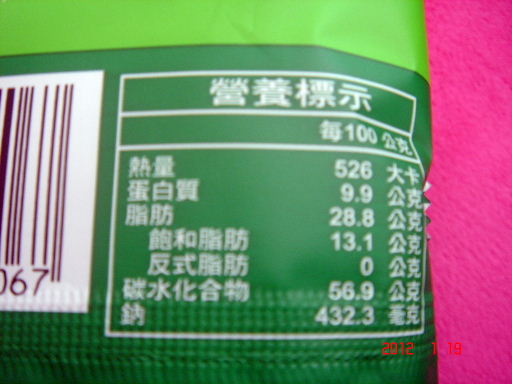 營養標示
每100 公克
熱量 526 大卡
蛋白質 9.9 公克
脂肪 28.8 公克
飽和脂肪 13.1 公克
反式脂肪 0 公克
碳水化合物 56.9 公克
鈉 432.3 毫克
067
2012 1 18